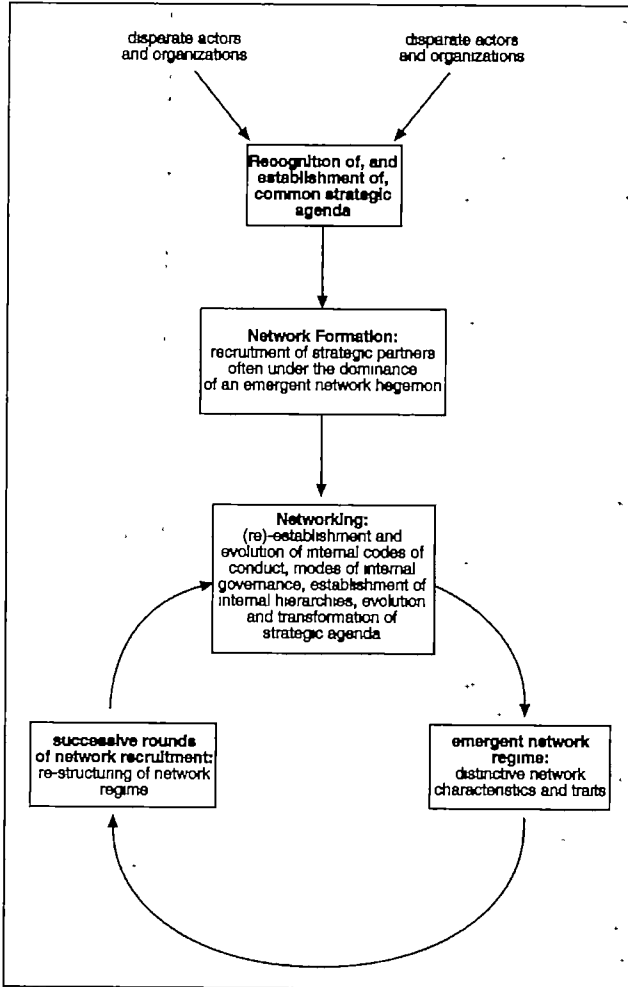 disparate actors
and organizations
disparate actors
and organizations
Recognition of, and
establishment of,
common strategic
agenda
Network Formation:
recruitment of strategic partners
often under the dominance
of an emergent network hegemon
Networking:
(re)-establishment and
evolution of internal codes of
conduct, modes of internal
governance, establishment of
internal hierarchies, evolution
and transformation of
strategic agenda
successive rounds
of network recruitment:
re-structuring of network
regime
emergent network
regime:
distinctive network
characteristics and traits